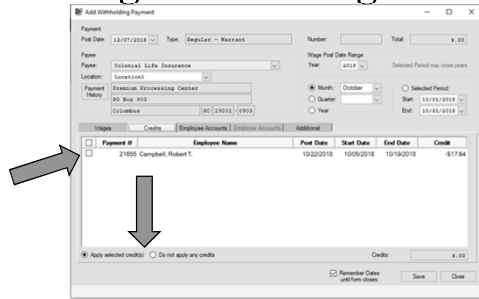 Add Withholding Payment
Payment
Post Date: 12/07/2018 Type: Regular - Warrant Number: Total: $.00
Payee Wage Post Date Range
Payee: Colonial Life Insurance Year: 2018 Selected Period may cross years
Location: Location1
Payment History Premium Processing Center Month: October Selected Period:
PO Box 903 Quarter: Start: 10/01/2018
Columbus SC 29202 - 0903 Year End: 10/31/2018
Wages Credits Employee Accounts Employer Accounts Additional
Payment # Employee Name Post Date Start Date End Date Credit
21655 Campbell, Robert T. 10/22/2018 10/05/2018 10/19/2018 -$17.64
Apply selected credit(s) Do not apply any credits Credits: $.00
Remember Dates until form closes Save Close